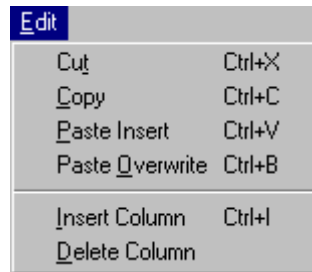 Edit
Cut Ctrl+X
Copy Ctrl+C
Paste Insert Ctrl+V
Paste Overwrite Ctrl+B
Insert Column Ctrl+I
Delete Column